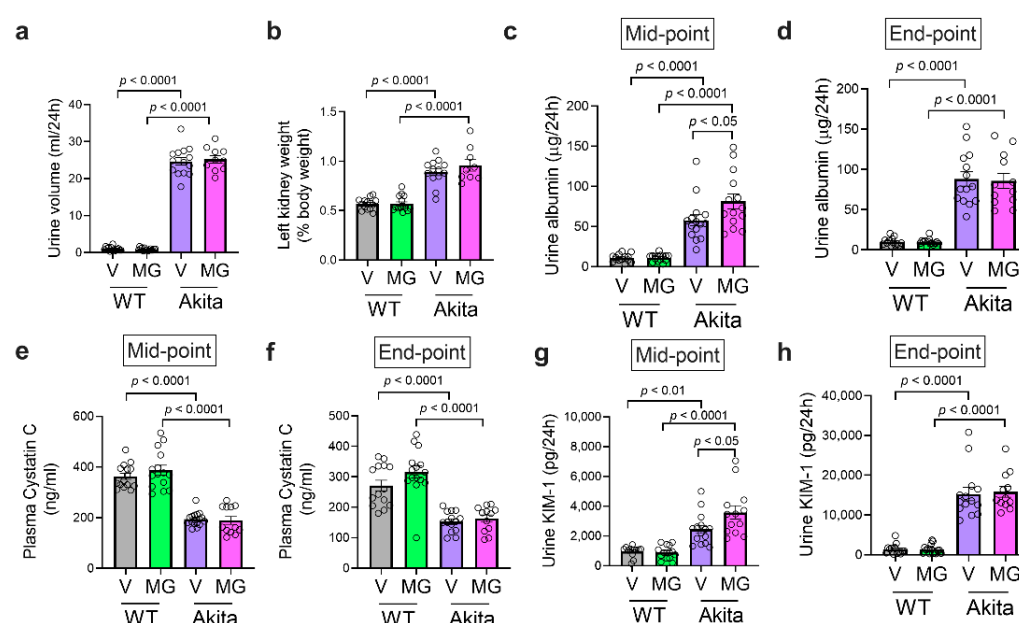 a
p < 0.0001
p < 0.0001
Urine volume (ml/24h)
40
30
20
10
0
V MG V MG
WT Akita
b
p < 0.0001
p < 0.0001
Left kidney weight
(% body weight)
1.5
1.0
0.5
0.0
V MG V MG
WT Akita
c
Mid-point
p < 0.0001
p < 0.0001
p < 0.05
Urine albumin (µg/24h)
200
150
100
50
0
V MG V MG
WT Akita
d
End-point
p < 0.0001
p < 0.0001
Urine albumin (µg/24h)
200
150
100
50
0
V MG V MG
WT Akita
e
Mid-point
p < 0.0001
p < 0.0001
Plasma Cystatin C
(ng/ml)
600
400
200
0
V MG V MG
WT Akita
f
End-point
p < 0.0001
p < 0.0001
Plasma Cystatin C
(ng/ml)
500
400
300
200
100
0
V MG V MG
WT Akita
g
Mid-point
p < 0.01
p < 0.0001
p < 0.05
Urine KIM-1
(pg/24h)
10,000
8,000
6,000
4,000
2,000
0
V MG V MG
WT Akita
h
End-point
p < 0.0001
p < 0.0001
Urine KIM-1
(pg/24h)
40,000
30,000
20,000
10,000
0
V MG V MG
WT Akita